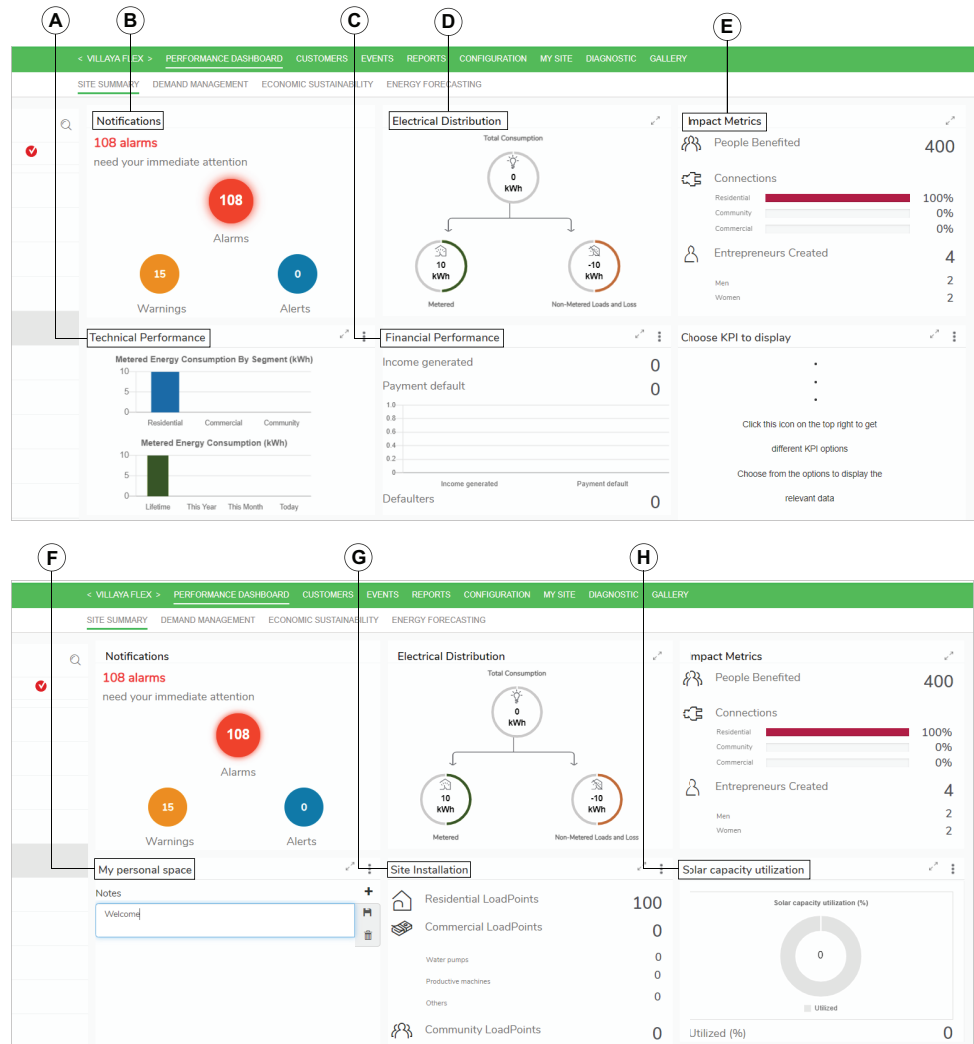 A B C D E
< VILLAYA FLEX > PERFORMANCE DASHBOARD CUSTOMERS EVENTS REPORTS CONFIGURATION MY SITE DIAGNOSTIC GALLERY
SITE SUMMARY DEMAND MANAGEMENT ECONOMIC SUSTAINABILITY ENERGY FORECASTING
Notifications
108 alarms
need your immediate attention
108
Alarms
15
Warnings
0
Alerts
Electrical Distribution
Total Consumption
0
kWh
10
kWh
Metered
-10
kWh
Non-Metered Loads and Loss
Impact Metrics
People Benefited 400
Connections
Residential 100%
Community 0%
Commercial 0%
Entrepreneurs Created 4
Men 2
Women 2
Technical Performance
Metered Energy Consumption By Segment (kWh)
10
5
0
Residential Commercial Community
Metered Energy Consumption (kWh)
10
5
0
Lifetime This Year This Month Today
Financial Performance
Income generated 0
Payment default 0
1.0
0.8
0.6
0.4
0.2
0
Income generated Payment default
Defaulters 0
Choose KPI to display
Click this icon on the top right to get
different KPI options
Choose from the options to display the
relevant data
F G H
< VILLAYA FLEX > PERFORMANCE DASHBOARD CUSTOMERS EVENTS REPORTS CONFIGURATION MY SITE DIAGNOSTIC GALLERY
SITE SUMMARY DEMAND MANAGEMENT ECONOMIC SUSTAINABILITY ENERGY FORECASTING
Notifications
108 alarms
need your immediate attention
108
Alarms
15
Warnings
0
Alerts
Electrical Distribution
Total Consumption
0
kWh
10
kWh
Metered
-10
kWh
Non-Metered Loads and Loss
Impact Metrics
People Benefited 400
Connections
Residential 100%
Community 0%
Commercial 0%
Entrepreneurs Created 4
Men 2
Women 2
My personal space
Notes
Welcome
Site Installation
Residential LoadPoints 100
Commercial LoadPoints 0
Water pumps 0
Productive machines 0
Others 0
Community LoadPoints 0
Solar capacity utilization
Solar capacity utilization (%)
0
Utilized
Utilized (%) 0